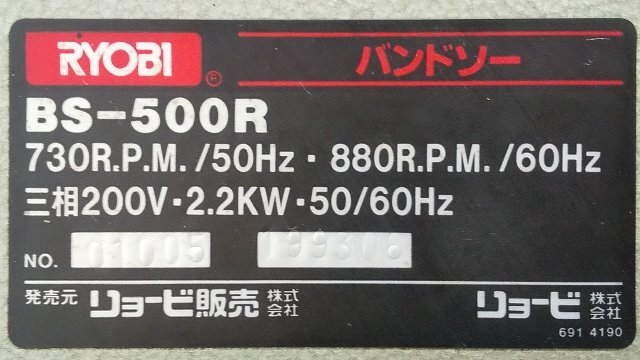 RYOBI ® バンドソー
BS-500R
730R.P.M./50Hz・880R.P.M./60Hz
三相200V・2.2KW・50/60Hz
NO. 01005 199306
発売元 リョービ販売 株式会社 リョービ 株式会社
691 4190